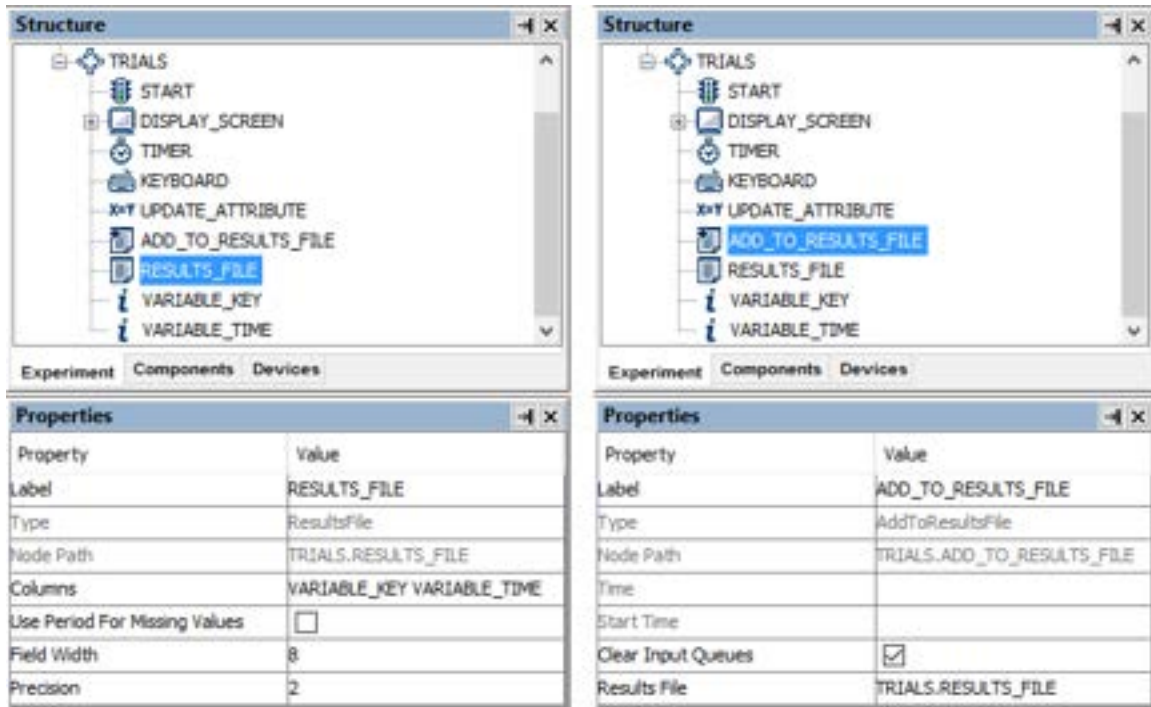 Structure
TRIALS
START
DISPLAY_SCREEN
TIMER
KEYBOARD
X=Y UPDATE_ATTRIBUTE
ADD_TO_RESULTS_FILE
RESULTS_FILE
i VARIABLE_KEY
i VARIABLE_TIME
Experiment Components Devices
Properties
Property Value
Label RESULTS_FILE
Type ResultsFile
Node Path TRIALS.RESULTS_FILE
Columns VARIABLE_KEY VARIABLE_TIME
Use Period For Missing Values
Field Width 8
Precision 2
Structure
TRIALS
START
DISPLAY_SCREEN
TIMER
KEYBOARD
X=Y UPDATE_ATTRIBUTE
ADD_TO_RESULTS_FILE
RESULTS_FILE
i VARIABLE_KEY
i VARIABLE_TIME
Experiment Components Devices
Properties
Property Value
Label ADD_TO_RESULTS_FILE
Type AddToResultsFile
Node Path TRIALS.ADD_TO_RESULTS_FILE
Time
Start Time
Clear Input Queues
Results File TRIALS.RESULTS_FILE